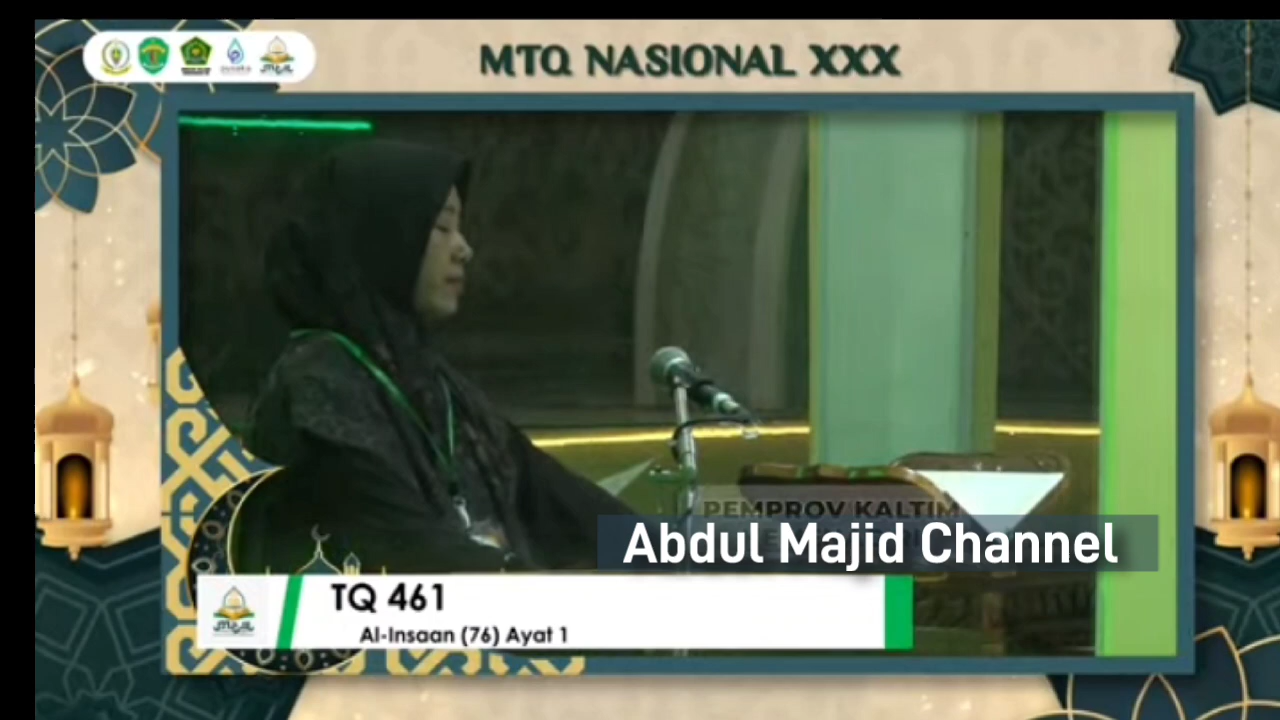 MTQ NASIONAL XXX
PEMPROV KALTIM
Abdul Majid Channel
TQ 461
Al-Insaan (76) Ayat 1